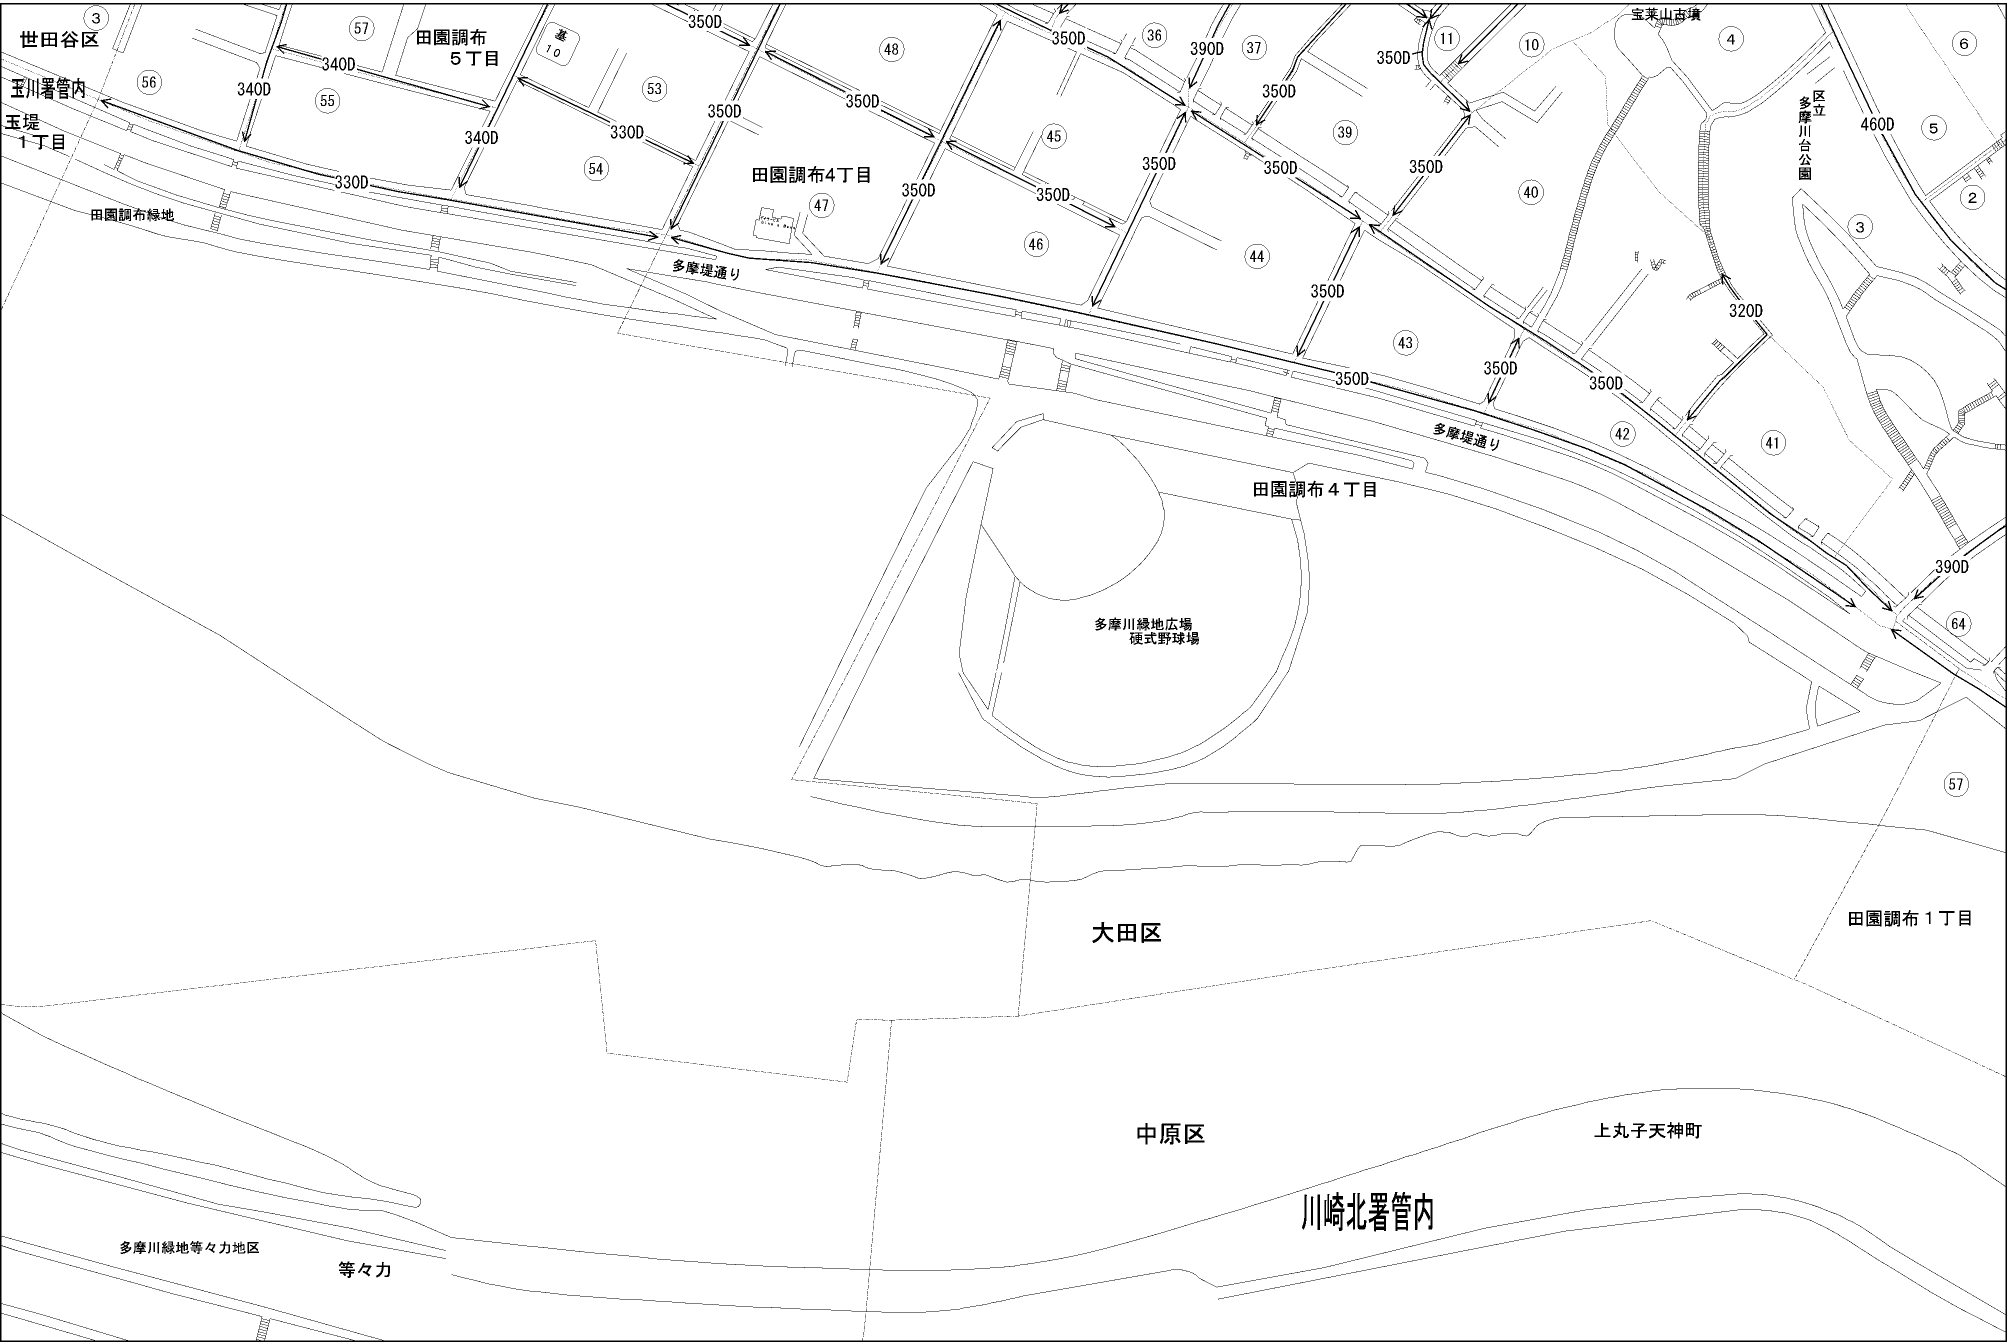 ③
世田谷区
57
田園調布
５丁目
基
10
350D
48
350D
36
390D
37
350D
11
10
宝莱山古墳
4
6
玉川署管内
56
340D
340D
55
53
350D
350D
350D
39
460D
5
区立
多摩川台公園
玉堤
１丁目
340D
330D
54
350D
45
350D
350D
350D
40
2
330D
田園調布4丁目
47
350D
350D
3
田園調布緑地
46
44
多摩堤通り
350D
320D
43
350D
350D
350D
多摩堤通り
42
41
田園調布４丁目
390D
多摩川緑地広場
硬式野球場
64
57
大田区
田園調布１丁目
中原区
上丸子天神町
川崎北署管内
多摩川緑地等々力地区
等々力